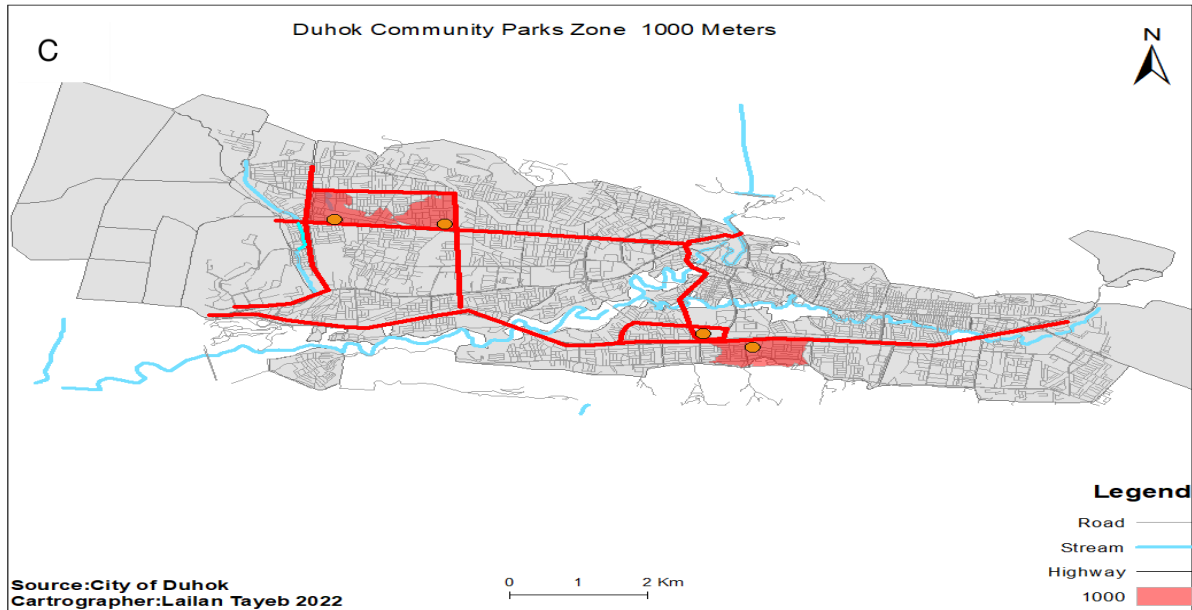 Duhok Community Parks Zone 1000 Meters
C
N
Legend
Road
Stream
Highway
1000
0 1 2 Km
Source:City of Duhok
Cartrographer:Lailan Tayeb 2022